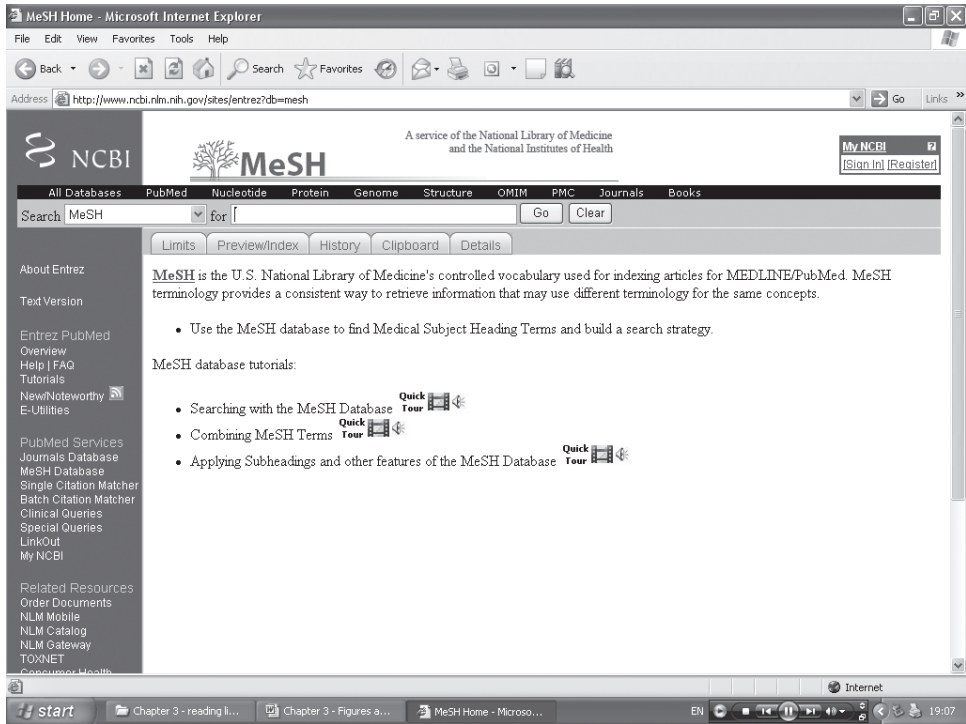 MeSH Home - Microsoft Internet Explorer
File Edit View Favorites Tools Help
Back Search Favorites
Address http://www.ncbi.nlm.nih.gov/sites/entrez?db=mesh Go Links »
NCBI
MeSH
A service of the National Library of Medicine
and the National Institutes of Health
My NCBI ?
[Sign In] [Register]
All Databases PubMed Nucleotide Protein Genome Structure OMIM PMC Journals Books
Search MeSH for Go Clear
Limits Preview/Index History Clipboard Details
About Entrez
Text Version
Entrez PubMed
Overview
Help | FAQ
Tutorials
New/Noteworthy
E-Utilities
PubMed Services
Journals Database
MeSH Database
Single Citation Matcher
Batch Citation Matcher
Clinical Queries
Special Queries
LinkOut
My NCBI
Related Resources
Order Documents
NLM Mobile
NLM Catalog
NLM Gateway
TOXNET
Consumer Health
MeSH is the U.S. National Library of Medicine's controlled vocabulary used for indexing articles for MEDLINE/PubMed. MeSH
terminology provides a consistent way to retrieve information that may use different terminology for the same concepts.
• Use the MeSH database to find Medical Subject Heading Terms and build a search strategy.
MeSH database tutorials:
• Searching with the MeSH Database Quick Tour
• Combining MeSH Terms Quick Tour
• Applying Subheadings and other features of the MeSH Database Quick Tour
Internet
start Chapter 3 - reading li... Chapter 3 - Figures a... MeSH Home - Microso... EN 19:07